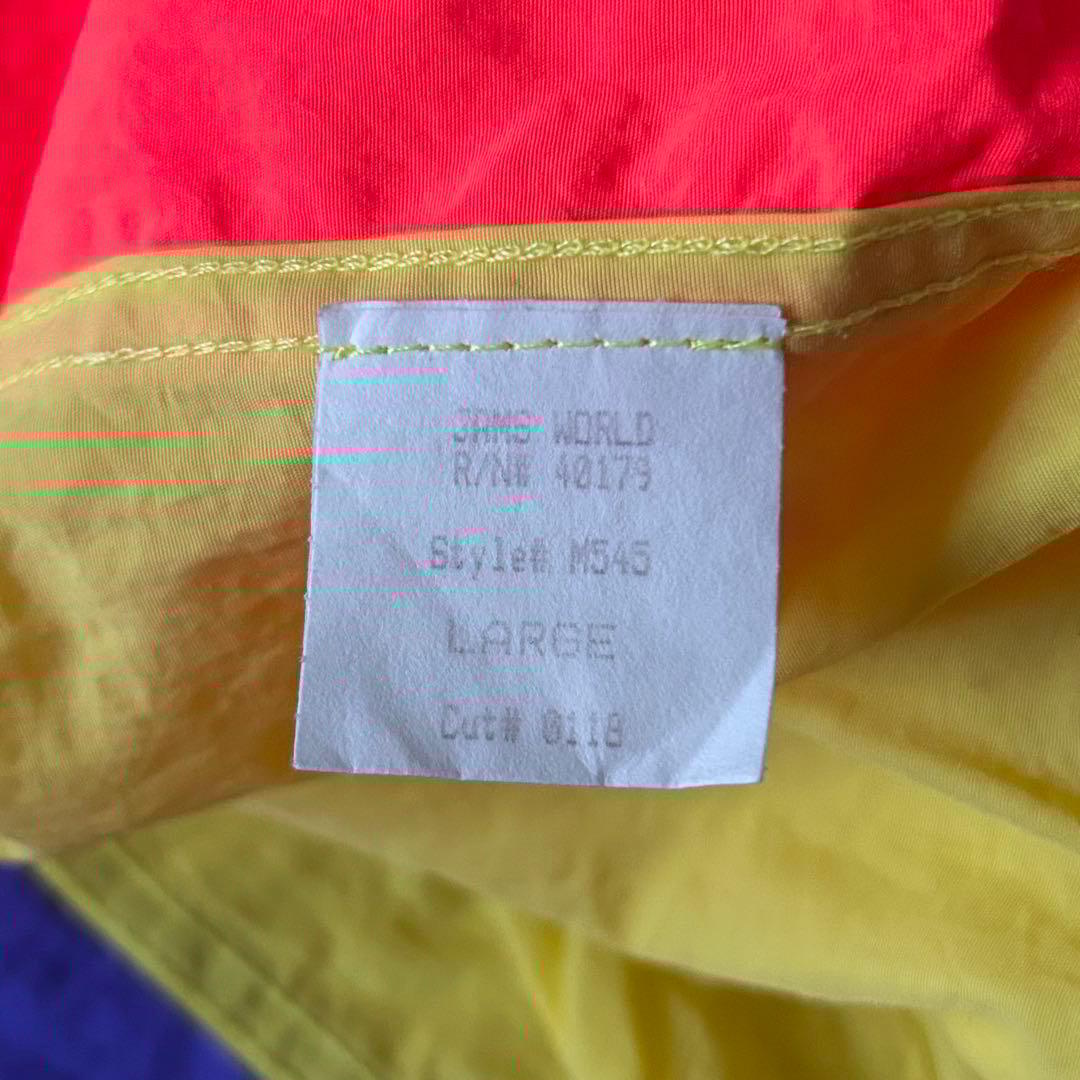 JAMS WORLD
R/N# 40179
Style# M545
LARGE
Cut# 0118